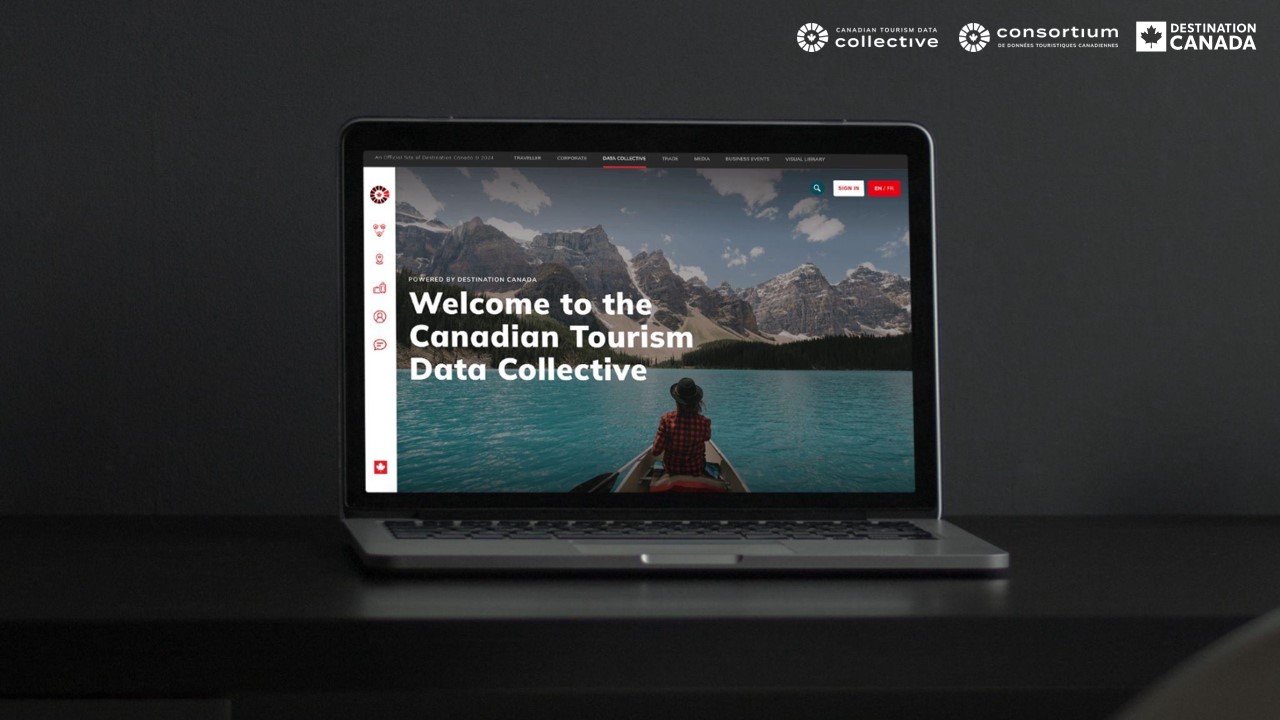 CANADIAN TOURISM DATA
collective
consortium
DE DONNÉES TOURISTIQUES CANADIENNES
DESTINATION
CANADA
An Official Site of Destination Canada © 2024
TRAVELLER CORPORATE DATA COLLECTIVE TRADE MEDIA BUSINESS EVENTS VISUAL LIBRARY
SIGN IN
EN / FR
POWERED BY DESTINATION CANADA
Welcome to the
Canadian Tourism
Data Collective